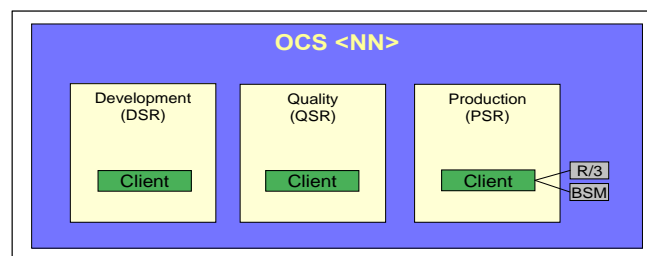 OCS <NN>
Development
(DSR)
Client
Quality
(QSR)
Client
Production
(PSR)
Client
R/3
BSM